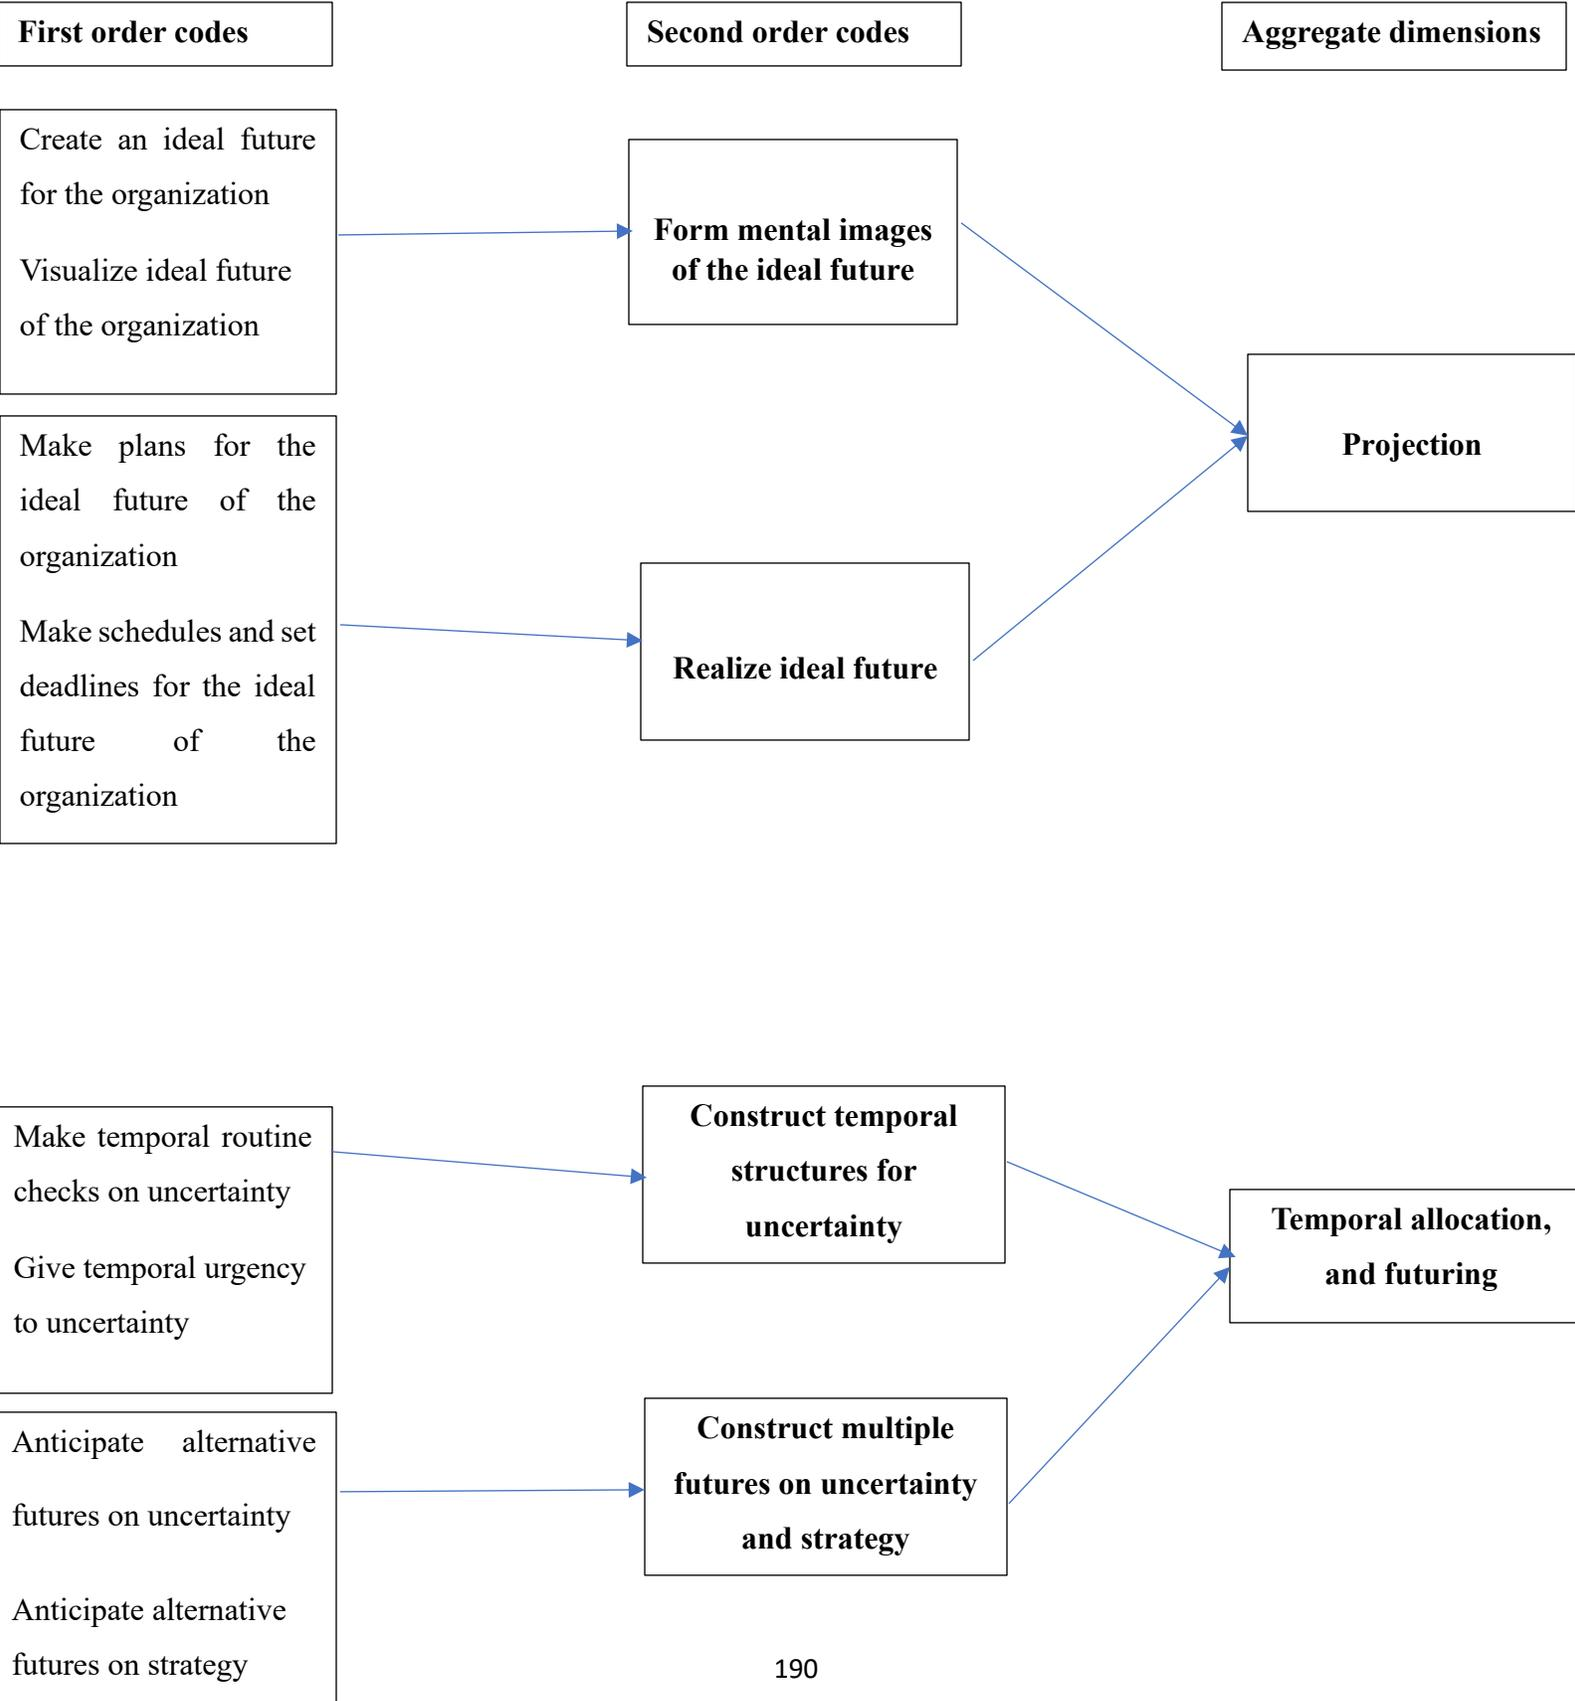 First order codes
Second order codes
Aggregate dimensions
Create an ideal future
for the organization
Visualize ideal future
of the organization
Form mental images
of the ideal future
Projection
Make plans for the
ideal future of the
organization
Make schedules and set
deadlines for the ideal
future of the
organization
Realize ideal future
Make temporal routine
checks on uncertainty
Give temporal urgency
to uncertainty
Construct temporal
structures for
uncertainty
Temporal allocation,
and futuring
Anticipate alternative
futures on uncertainty
Anticipate alternative
futures on strategy
Construct multiple
futures on uncertainty
and strategy
190